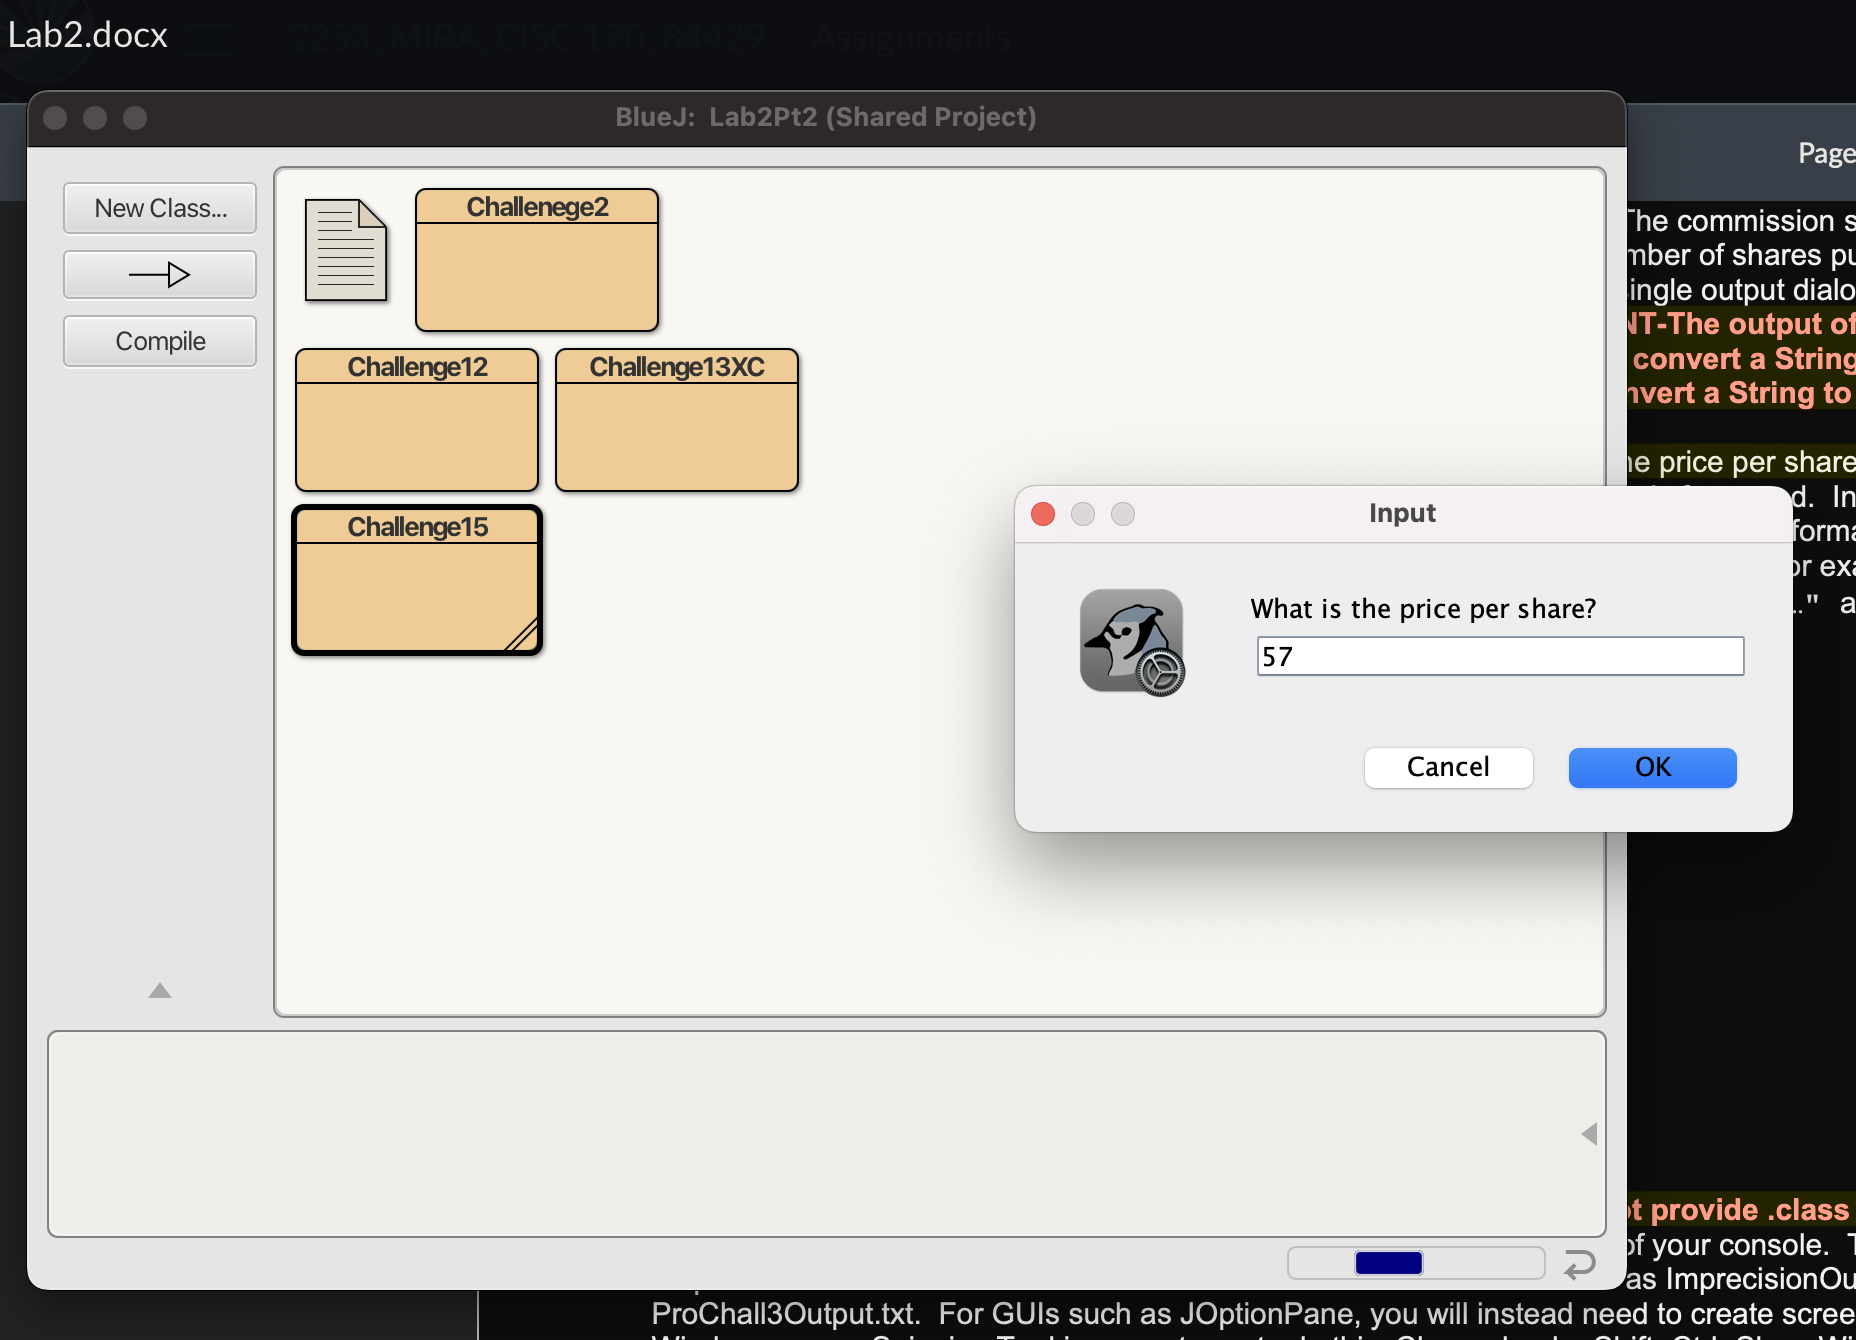 Lab2.docx
2253_MIRA_CISC 190_8442
Assignments
BlueJ: Lab2Pt2 (Shared Project)
Page
New Class...
Compile
Challenege2
Challenge12
Challenge13XC
Challenge15
The commission s
mber of shares pu
ingle output dialo
NT-The output of
convert a String
nvert a String to
he price per share
d. In
forma
or exa
.." a
Input
What is the price per share?
57
Cancel
OK
ot provide .class
of your console. T
as ImprecisionOu
ProChall3Output.txt. For GUIs such as JOptionPane, you will instead need to create scree